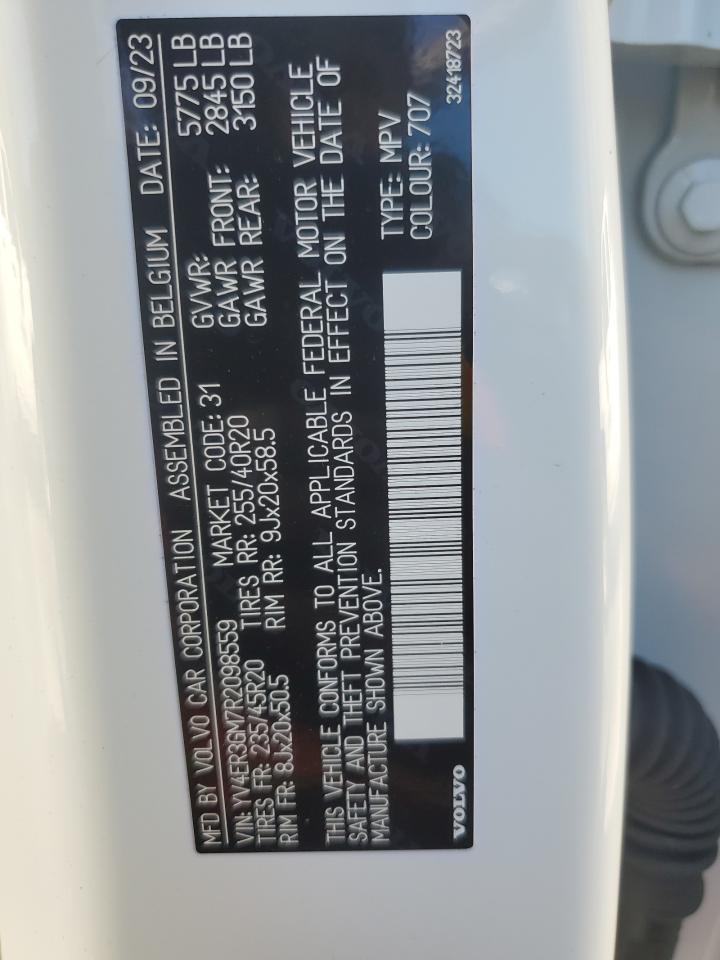 MFD BY VOLVO CAR CORPORATION ASSEMBLED IN BELGIUM DATE: 09/23
VIN: YV4ER3GM7R2098559 MARKET CODE: 31 GVWR: 5775 LB
TIRES FR: 235/45R20 TIRES RR: 255/40R20 GAWR FRONT: 2845 LB
RIM FR: 8Jx20x50.5 RIM RR: 9Jx20x58.5 GAWR REAR: 3150 LB
THIS VEHICLE CONFORMS TO ALL APPLICABLE FEDERAL MOTOR VEHICLE
SAFETY AND THEFT PREVENTION STANDARDS IN EFFECT ON THE DATE OF
MANUFACTURE SHOWN ABOVE.
TYPE: MPV
COLOUR: 707
VOLVO 32418723